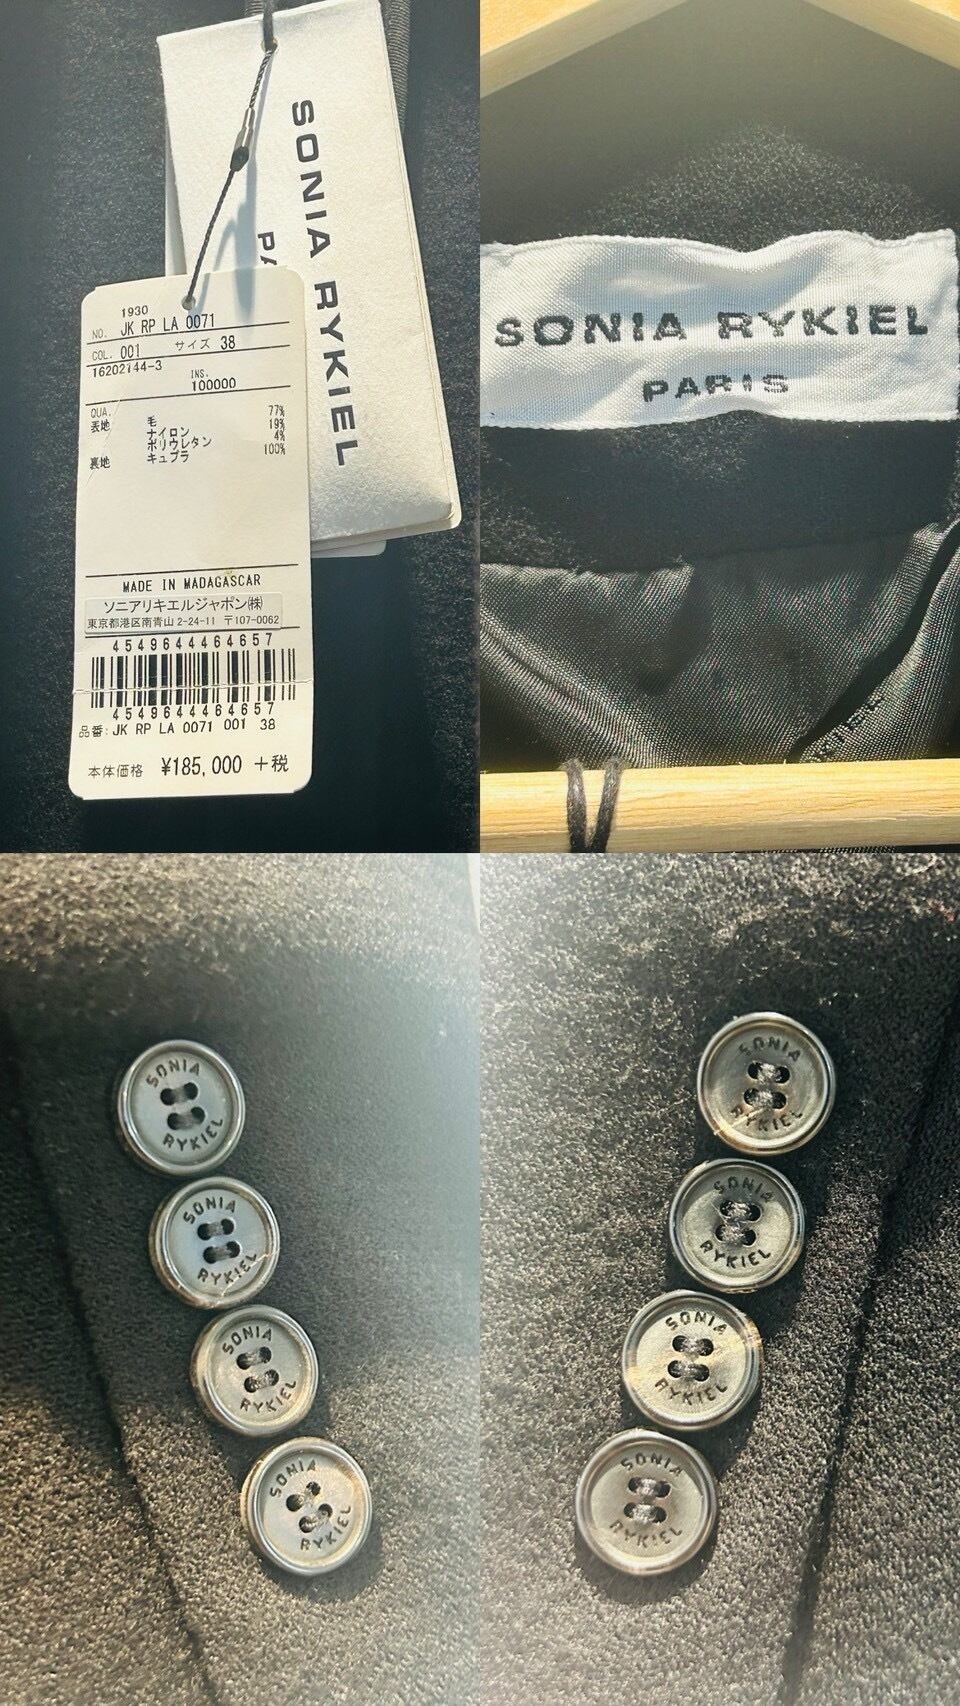 SONIA RYKIEL
PA
1930
NO. JK RP LA 0071
COL. 001 サイズ 38
16202144-3
INS.
100000
QUA.
表地 毛 77%
ナイロン 19%
ポリウレタン 4%
裏地 キュプラ 100%
MADE IN MADAGASCAR
ソニアリキエルジャポン㈱
東京都港区南青山2-24-11 〒107-0062
4549644464657
4549644464657
品番: JK RP LA 0071 001 38
本体価格 ¥185,000 +税
SONIA RYKIEL
PARIS
SONIA
RYKIEL
SONIA
RYKIEL
SONIA
RYKIEL
SONIA
RYKIEL
SONIA
RYKIEL
SONIA
RYKIEL
SONIA
RYKIEL
SONIA
RYKIEL